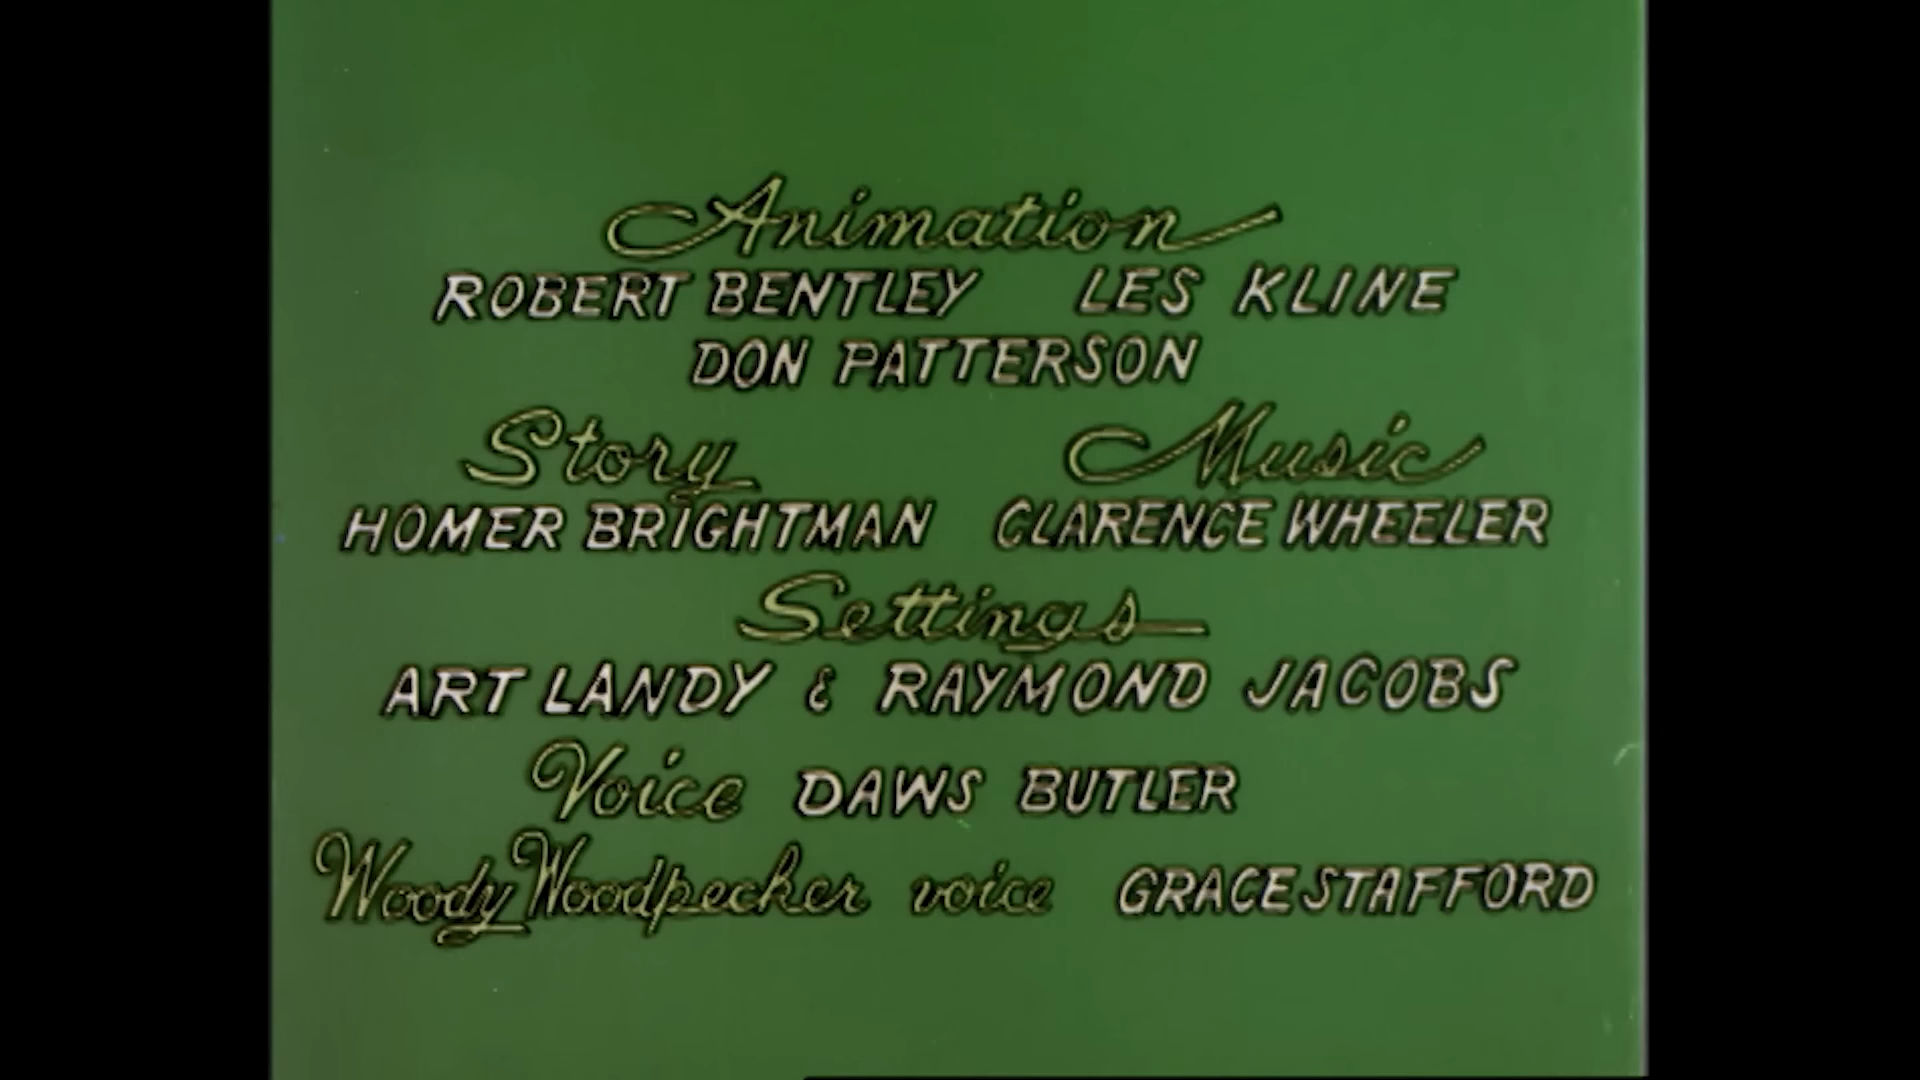 Animation
ROBERT BENTLEY LES KLINE
DON PATTERSON
Story Music
HOMER BRIGHTMAN CLARENCE WHEELER
Settings
ART LANDY & RAYMOND JACOBS
Voice DAWS BUTLER
Woody Woodpecker voice GRACE STAFFORD